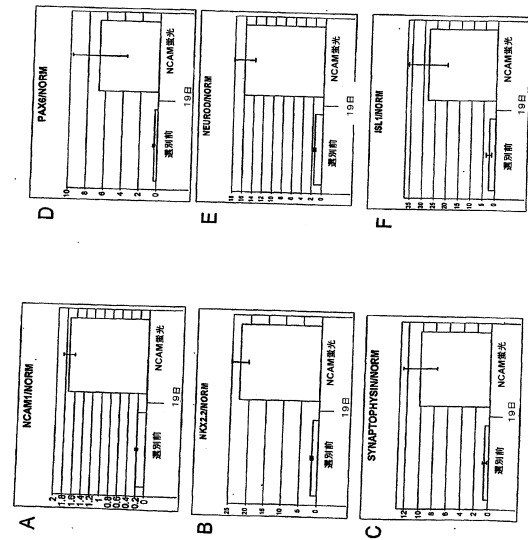 A
NCAM1/NORM
2
1.8
1.6
1.4
1.2
1
0.8
0.6
0.4
0.2
0
選別前
NCAM蛍光
19日
B
NKX2.2/NORM
25
20
15
10
5
0
選別前
NCAM蛍光
19日
C
SYNAPTOPHYSIN/NORM
12
10
8
6
4
2
0
選別前
NCAM蛍光
19日
D
PAX6/NORM
10
8
6
4
2
0
選別前
NCAM蛍光
19日
E
NEUROD/NORM
18
16
14
12
10
8
6
4
2
0
選別前
NCAM蛍光
19日
F
ISL1/NORM
35
30
25
20
15
10
5
0
選別前
NCAM蛍光
19日